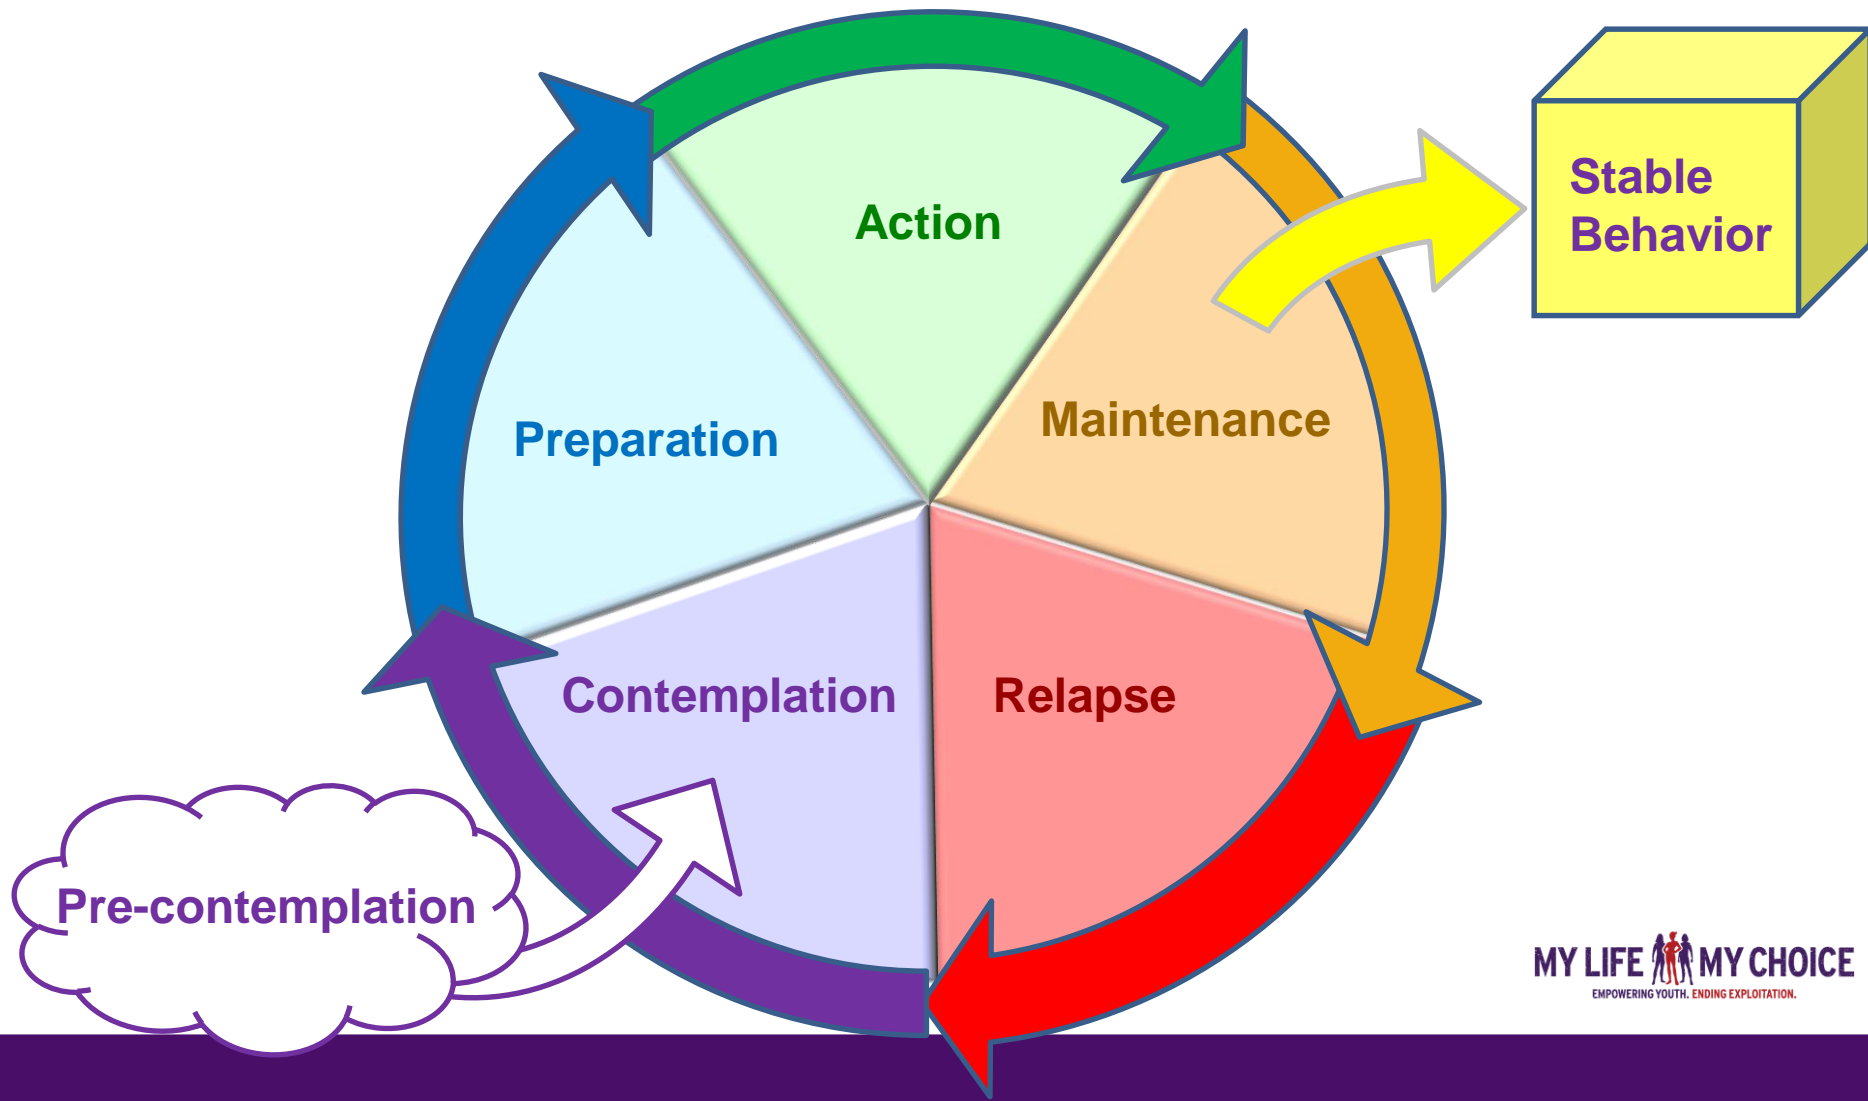 Action
Stable
Behavior
Maintenance
Preparation
Contemplation
Relapse
Pre-contemplation
MY LIFE MY CHOICE
EMPOWERING YOUTH. ENDING EXPLOITATION.